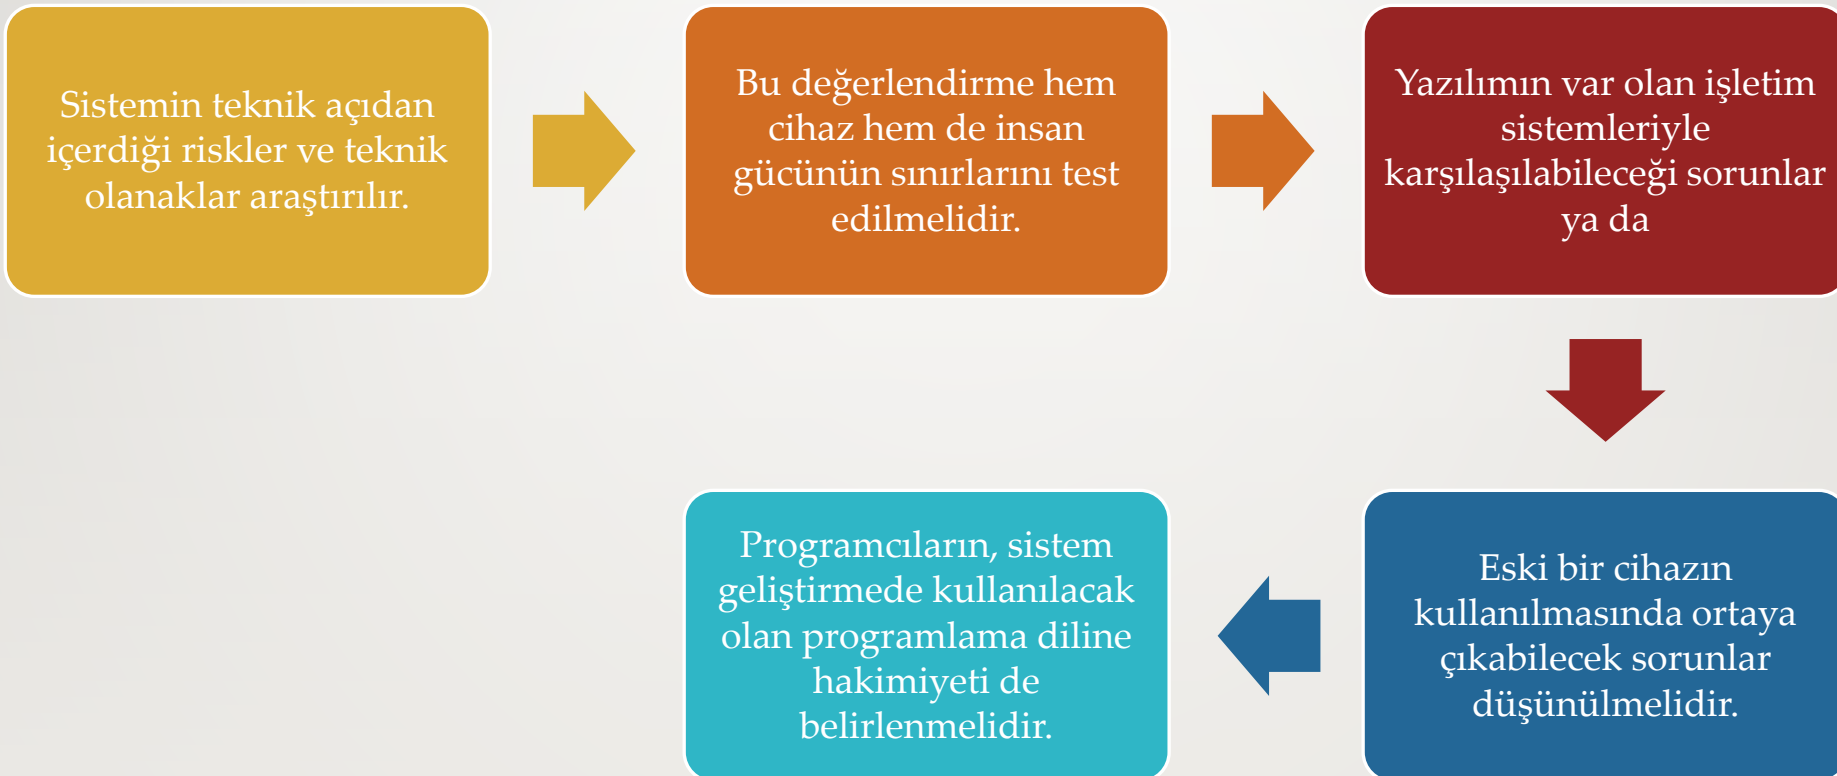 Sistemin teknik açıdan
içerdiği riskler ve teknik
olanaklar araştırılır.
Bu değerlendirme hem
cihaz hem de insan
gücünün sınırlarını test
edilmelidir.
Yazılımın var olan işletim
sistemleriyle
karşılaşılabileceği sorunlar
ya da
Eski bir cihazın
kullanılmasında ortaya
çıkabilecek sorunlar
düşünülmelidir.
Programcıların, sistem
geliştirmede kullanılacak
olan programlama diline
hakimiyeti de
belirlenmelidir.